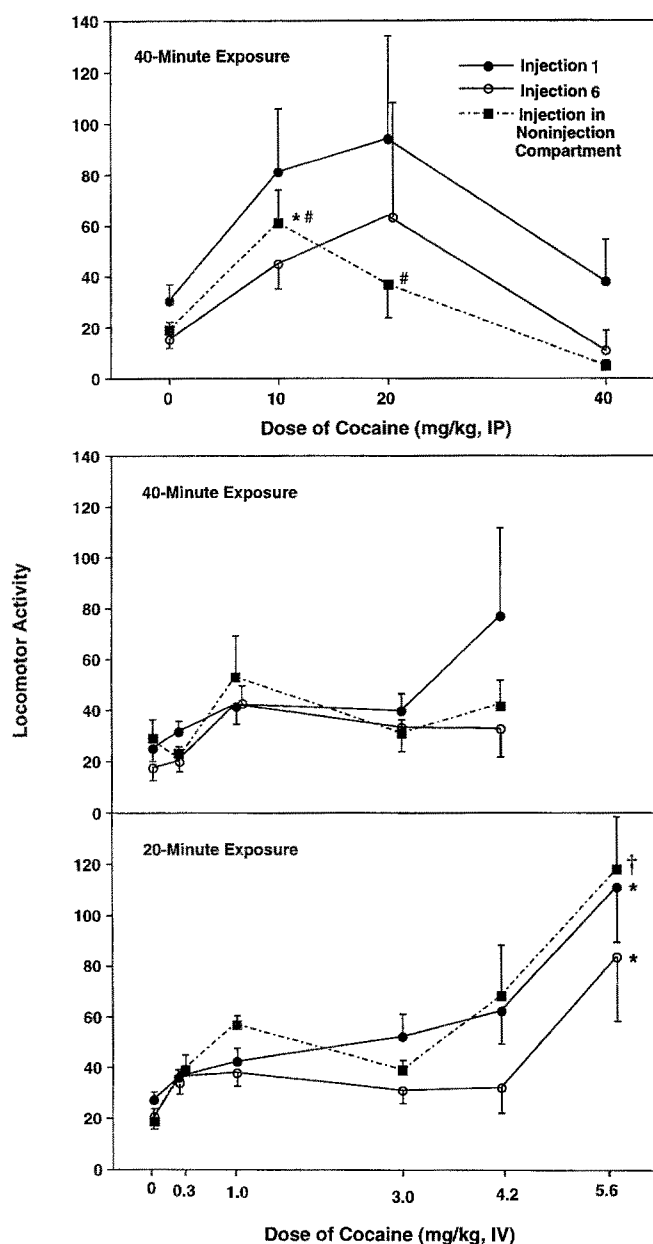 140
120
100
80
60
40
20
0
40-Minute Exposure
Injection 1
Injection 6
Injection in
Noninjection
Compartment
* #
#
0 10 20 40
Dose of Cocaine (mg/kg, IP)
Locomotor Activity
140
120
100
80
60
40
20
0
40-Minute Exposure
120
100
80
60
40
20
0
20-Minute Exposure
†
*
*
0 0.3 1.0 3.0 4.2 5.6
Dose of Cocaine (mg/kg, IV)